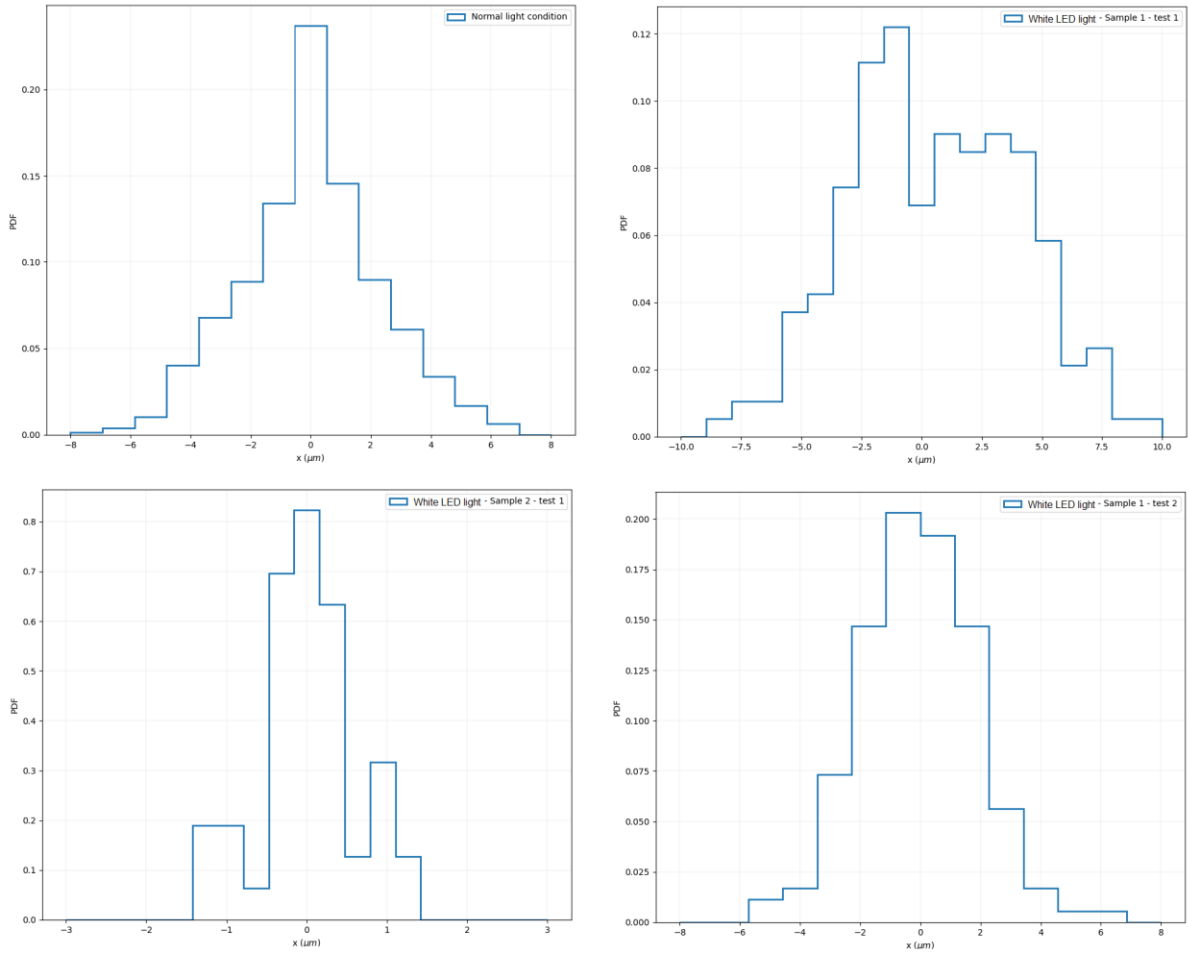 Normal light condition
0.20
0.15
0.10
0.05
0.00
PDF
−8 −6 −4 −2 0 2 4 6 8
x (μm)
White LED light - Sample 1 - test 1
0.12
0.10
0.08
0.06
0.04
0.02
0.00
PDF
−10.0 −7.5 −5.0 −2.5 0.0 2.5 5.0 7.5 10.0
x (μm)
White LED light - Sample 2 - test 1
0.8
0.7
0.6
0.5
0.4
0.3
0.2
0.1
0.0
PDF
−3 −2 −1 0 1 2 3
x (μm)
White LED light - Sample 1 - test 2
0.200
0.175
0.150
0.125
0.100
0.075
0.050
0.025
0.000
PDF
−8 −6 −4 −2 0 2 4 6 8
x (μm)